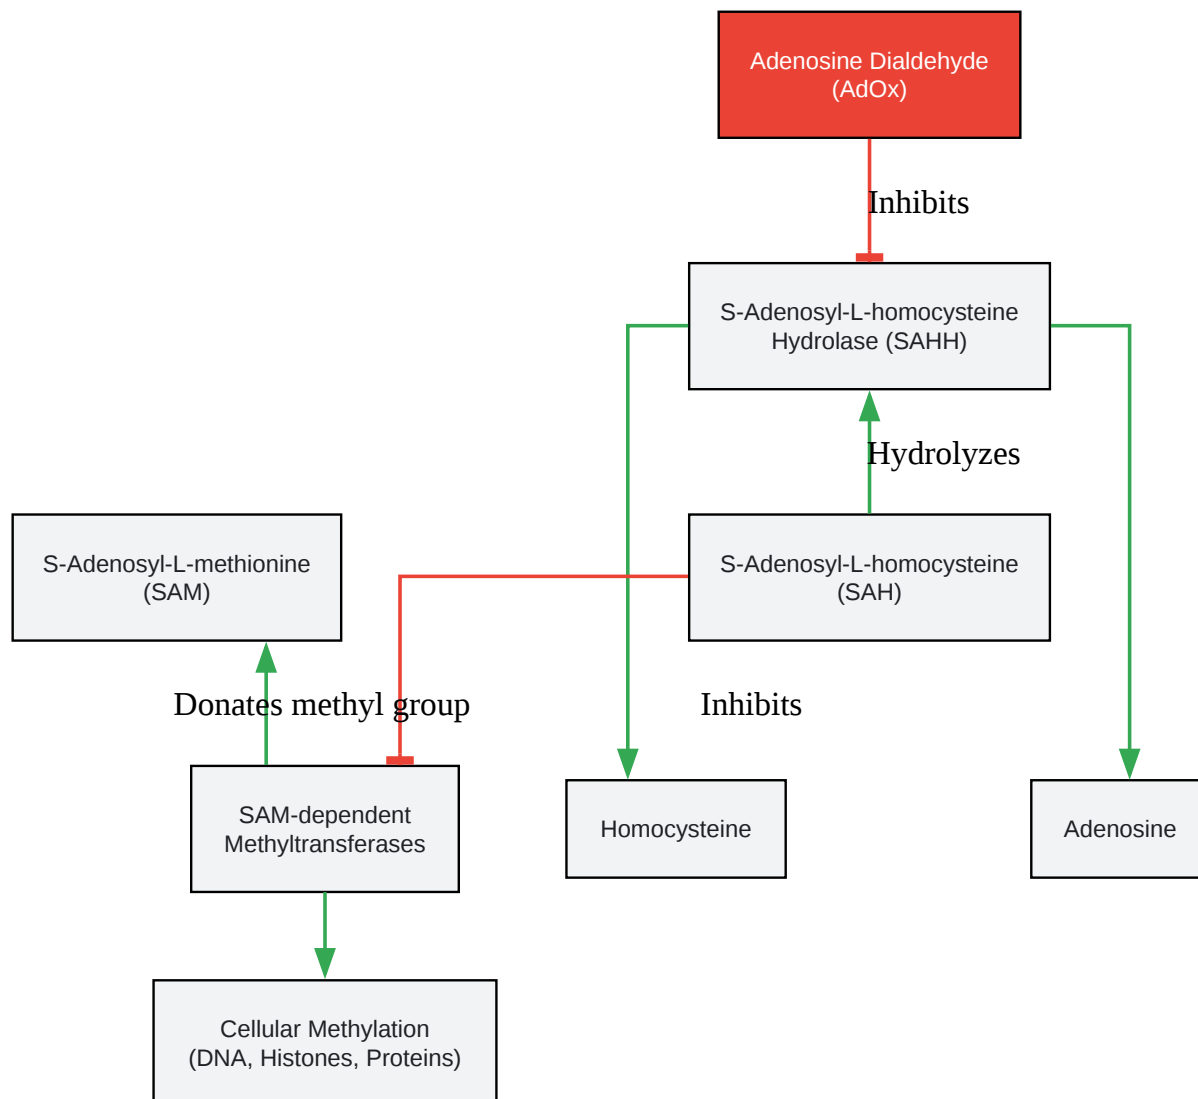 Adenosine Dialdehyde
(AdOx)
Inhibits
S-Adenosyl-L-homocysteine
Hydrolase (SAHH)
Hydrolyzes
S-Adenosyl-L-methionine
(SAM)
S-Adenosyl-L-homocysteine
(SAH)
Donates methyl group
Inhibits
SAM-dependent
Methyltransferases
Homocysteine
Adenosine
Cellular Methylation
(DNA, Histones, Proteins)